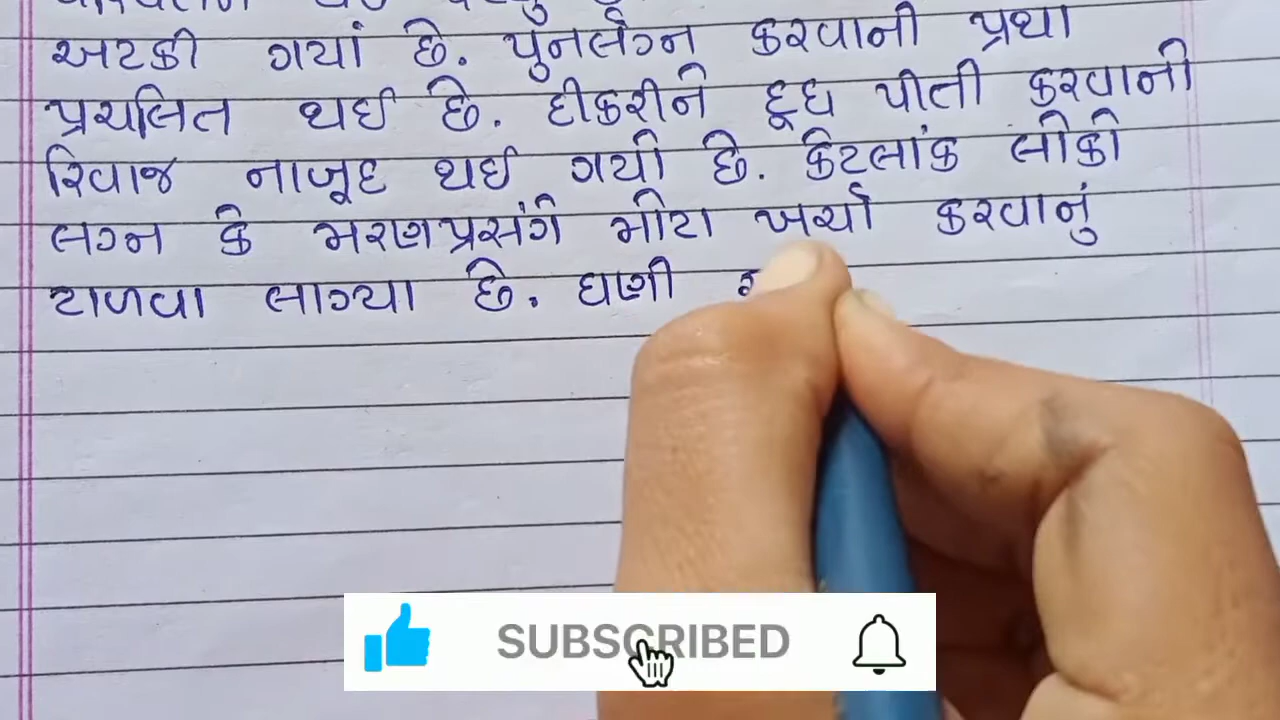 અટકી ગયાં છે. પુનર્લગ્ન કરવાની પ્રથા
પ્રચલિત થઈ છે. દીકરીને દૂધ પીતી કરવાનો
રિવાજ નાબૂદ થઈ ગયો છે. કેટલાંક લોકો
લગ્ન કે મરણપ્રસંગે મોટા ખર્ચા કરવાનું
ટાળવા લાગ્યા છે. ઘણી
SUBSCRIBED